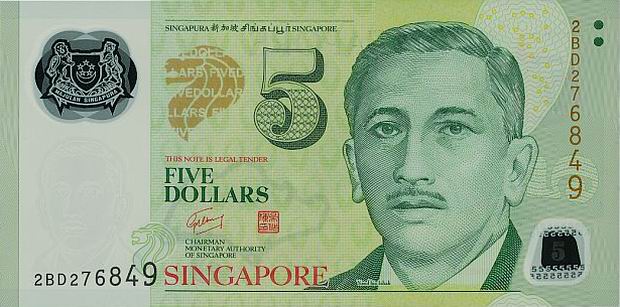 SINGAPURA 新加坡 சிங்கப்பூர் SINGAPORE
MAJULAH SINGAPURA
5
THIS NOTE IS LEGAL TENDER
FIVE
DOLLARS
CHAIRMAN
MONETARY AUTHORITY
OF SINGAPORE
2BD276849
SINGAPORE
2BD276849
5